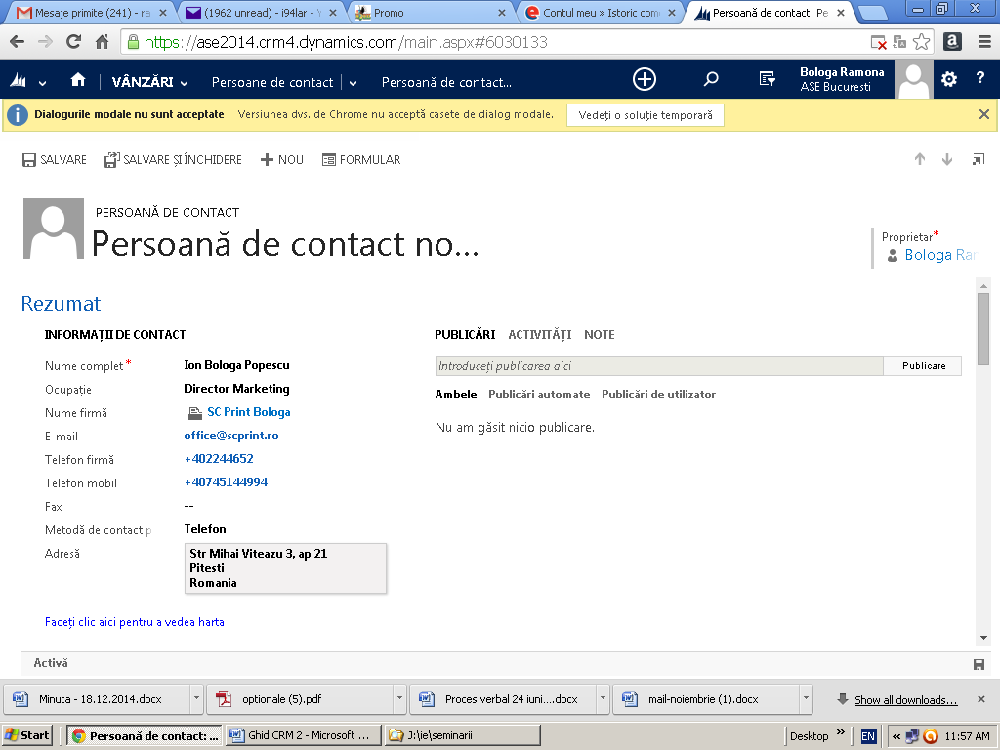 Mesaje primite (241) - ra
(1962 unread) - i94lar - Y
Promo
Contul meu » Istoric com
Persoană de contact: Pe
https://ase2014.crm4.dynamics.com/main.aspx#6030133
VÂNZĂRI
Persoane de contact
Persoană de contact...
Bologa Ramona
ASE Bucuresti
Dialogurile modale nu sunt acceptate Versiunea dvs. de Chrome nu acceptă casete de dialog modale. Vedeți o soluție temporară
SALVARE SALVARE ȘI ÎNCHIDERE NOU FORMULAR
PERSOANĂ DE CONTACT
Persoană de contact no...
Proprietar*
Bologa Ran
Rezumat
INFORMAȚII DE CONTACT
Nume complet* Ion Bologa Popescu
Ocupație Director Marketing
Nume firmă SC Print Bologa
E-mail office@scprint.ro
Telefon firmă +402244652
Telefon mobil +40745144994
Fax --
Metodă de contact p Telefon
Adresă Str Mihai Viteazu 3, ap 21
Pitesti
Romania
Faceți clic aici pentru a vedea harta
PUBLICĂRI ACTIVITĂȚI NOTE
Introduceți publicarea aici Publicare
Ambele Publicări automate Publicări de utilizator
Nu am găsit nicio publicare.
Activă
Minuta - 18.12.2014.docx
optionale (5).pdf
Proces verbal 24 iuni....docx
mail-noiembrie (1).docx
Show all downloads...
Start
Persoană de contact: ...
Ghid CRM 2 - Microsoft ...
J:\ie\seminarii
Desktop »
EN
« 11:57 AM